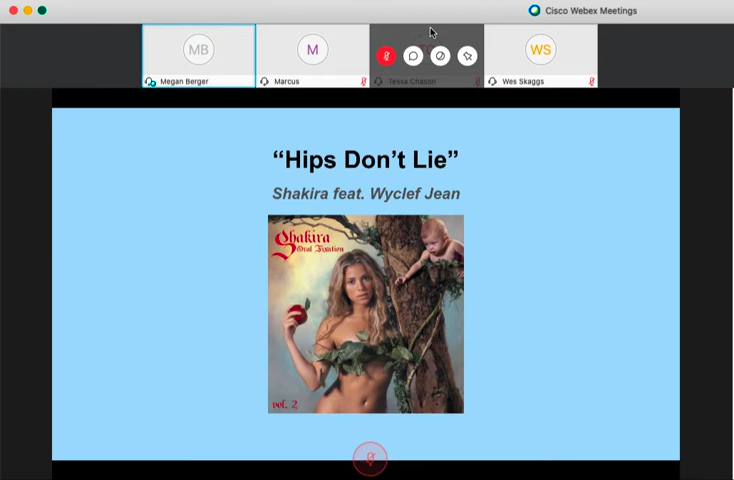 Cisco Webex Meetings
MB
M
TC
WS
Megan Berger
Marcus
Tessa Chason
Wes Skaggs
“Hips Don’t Lie”
Shakira feat. Wyclef Jean
Shakira
Oral Fixation
vol. 2